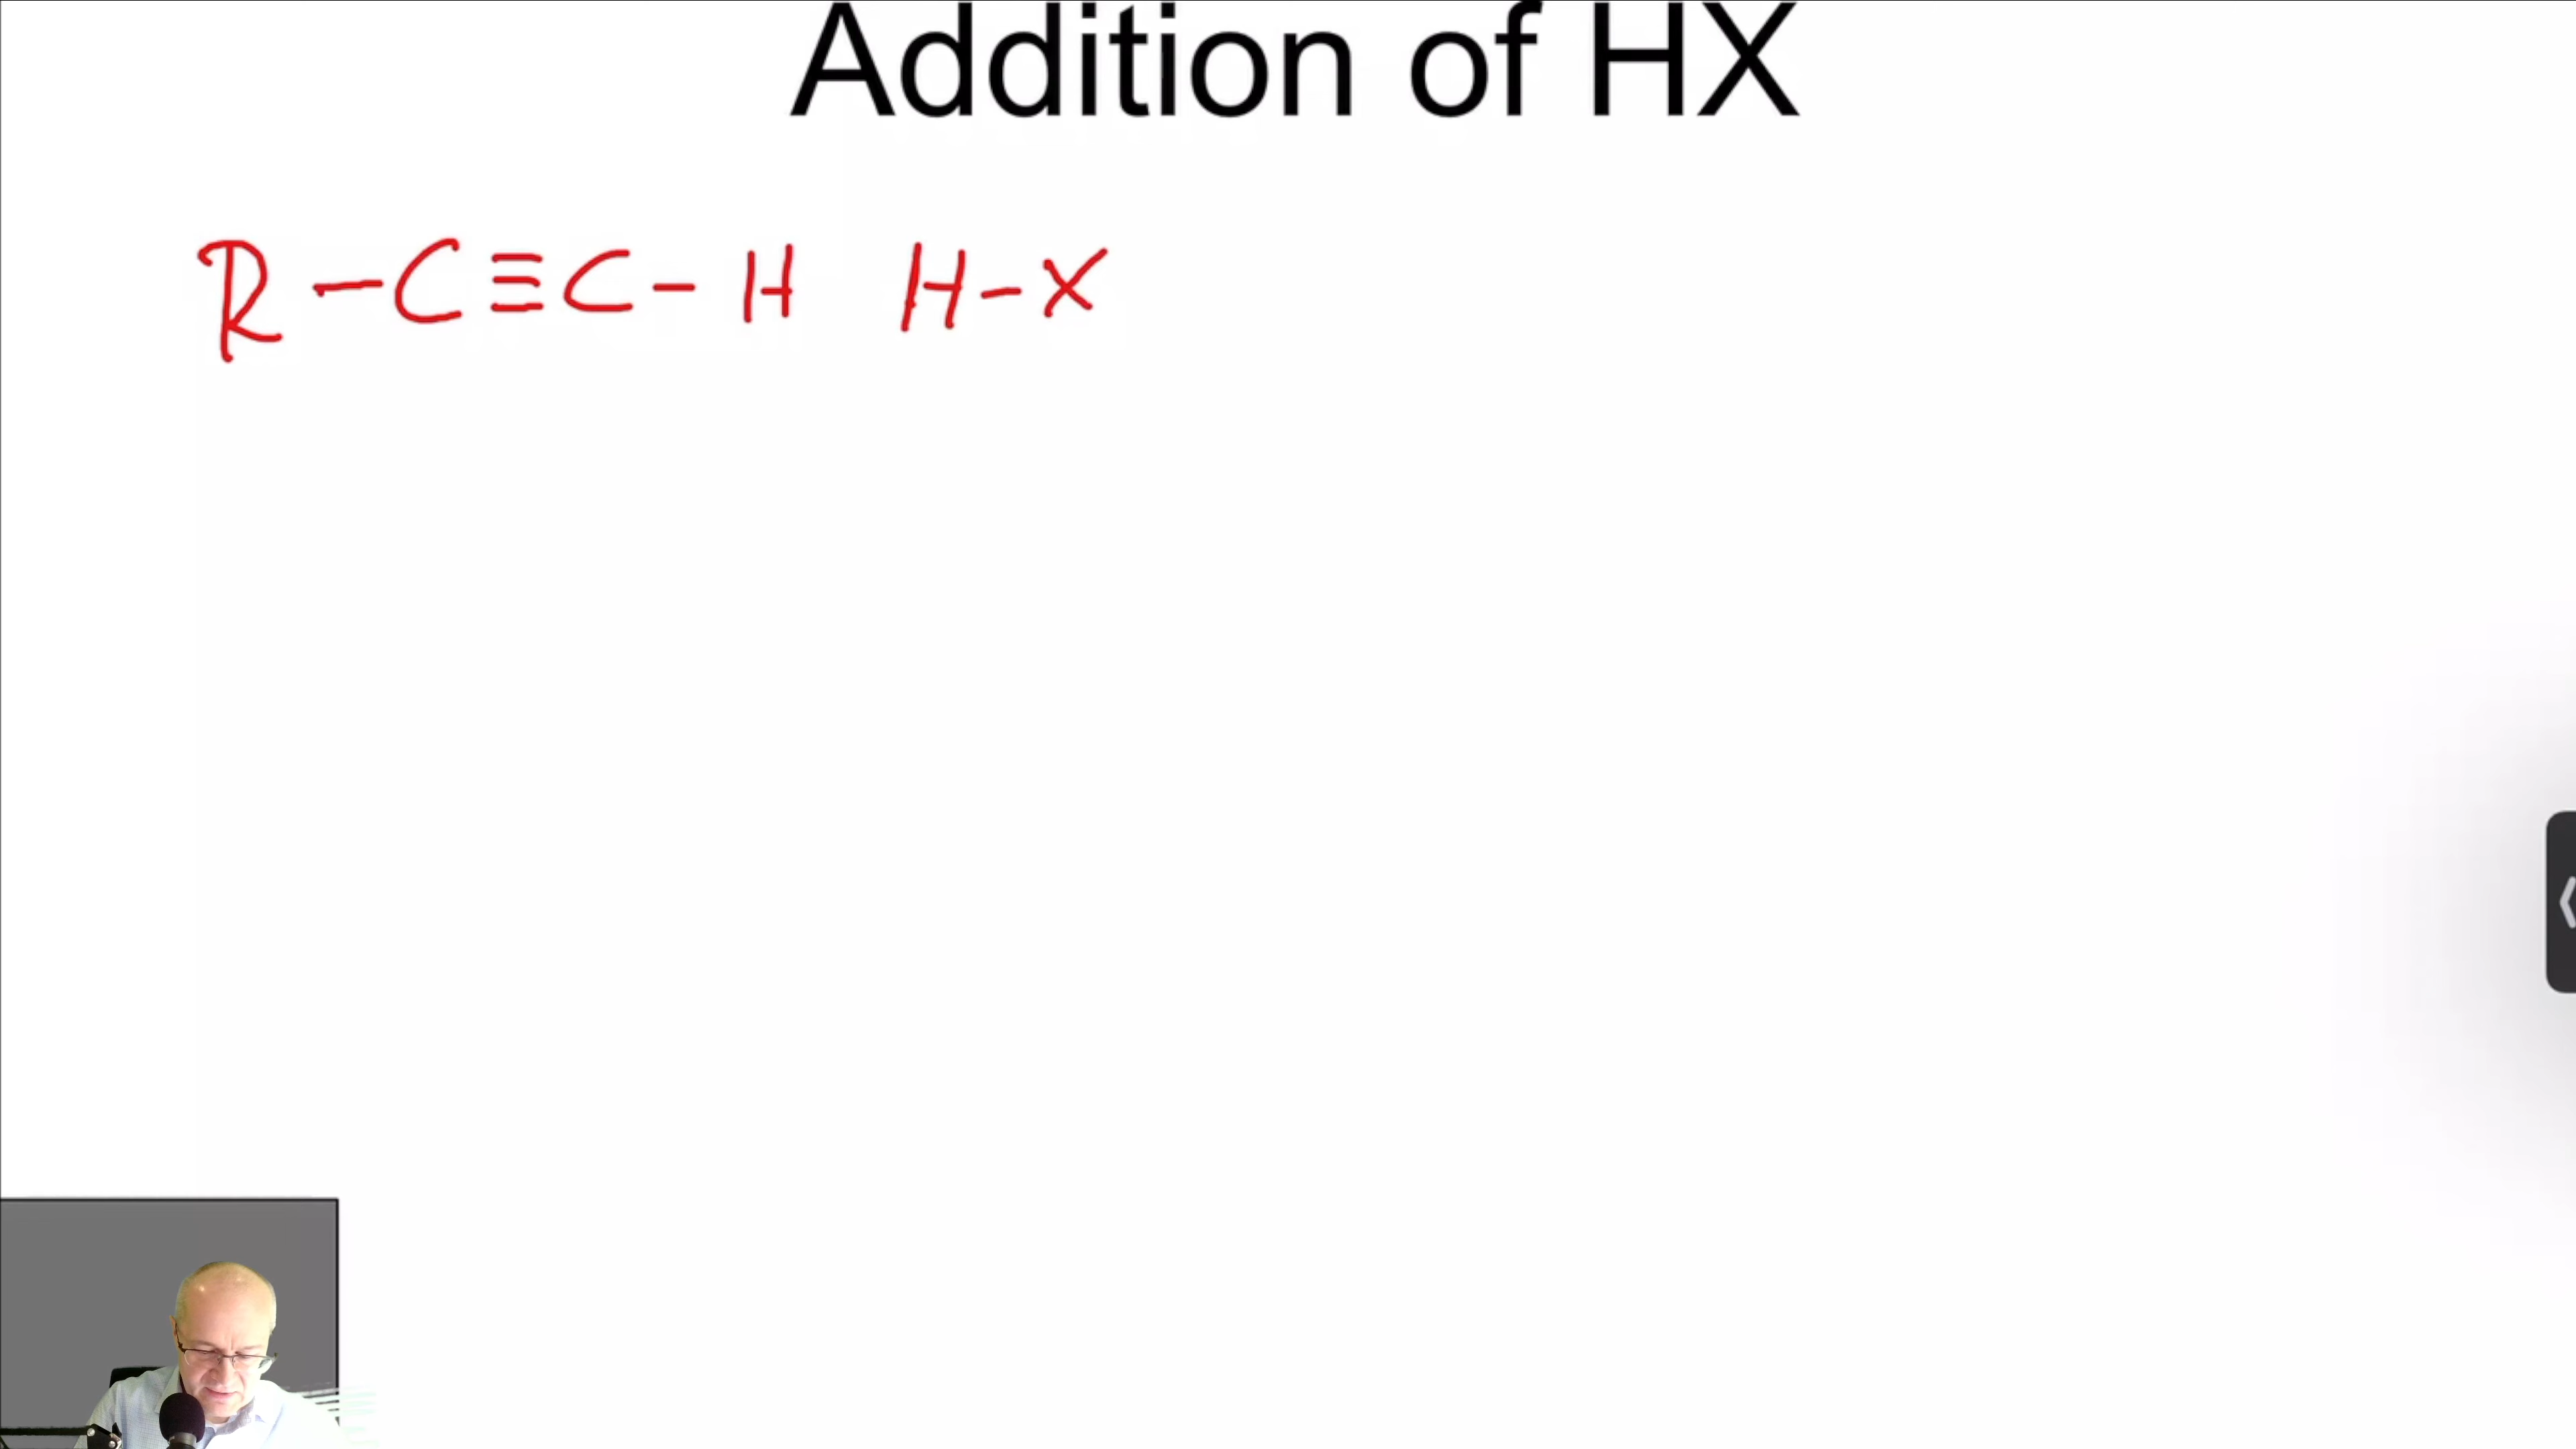 Addition of HX
R-C≡C-H H-X